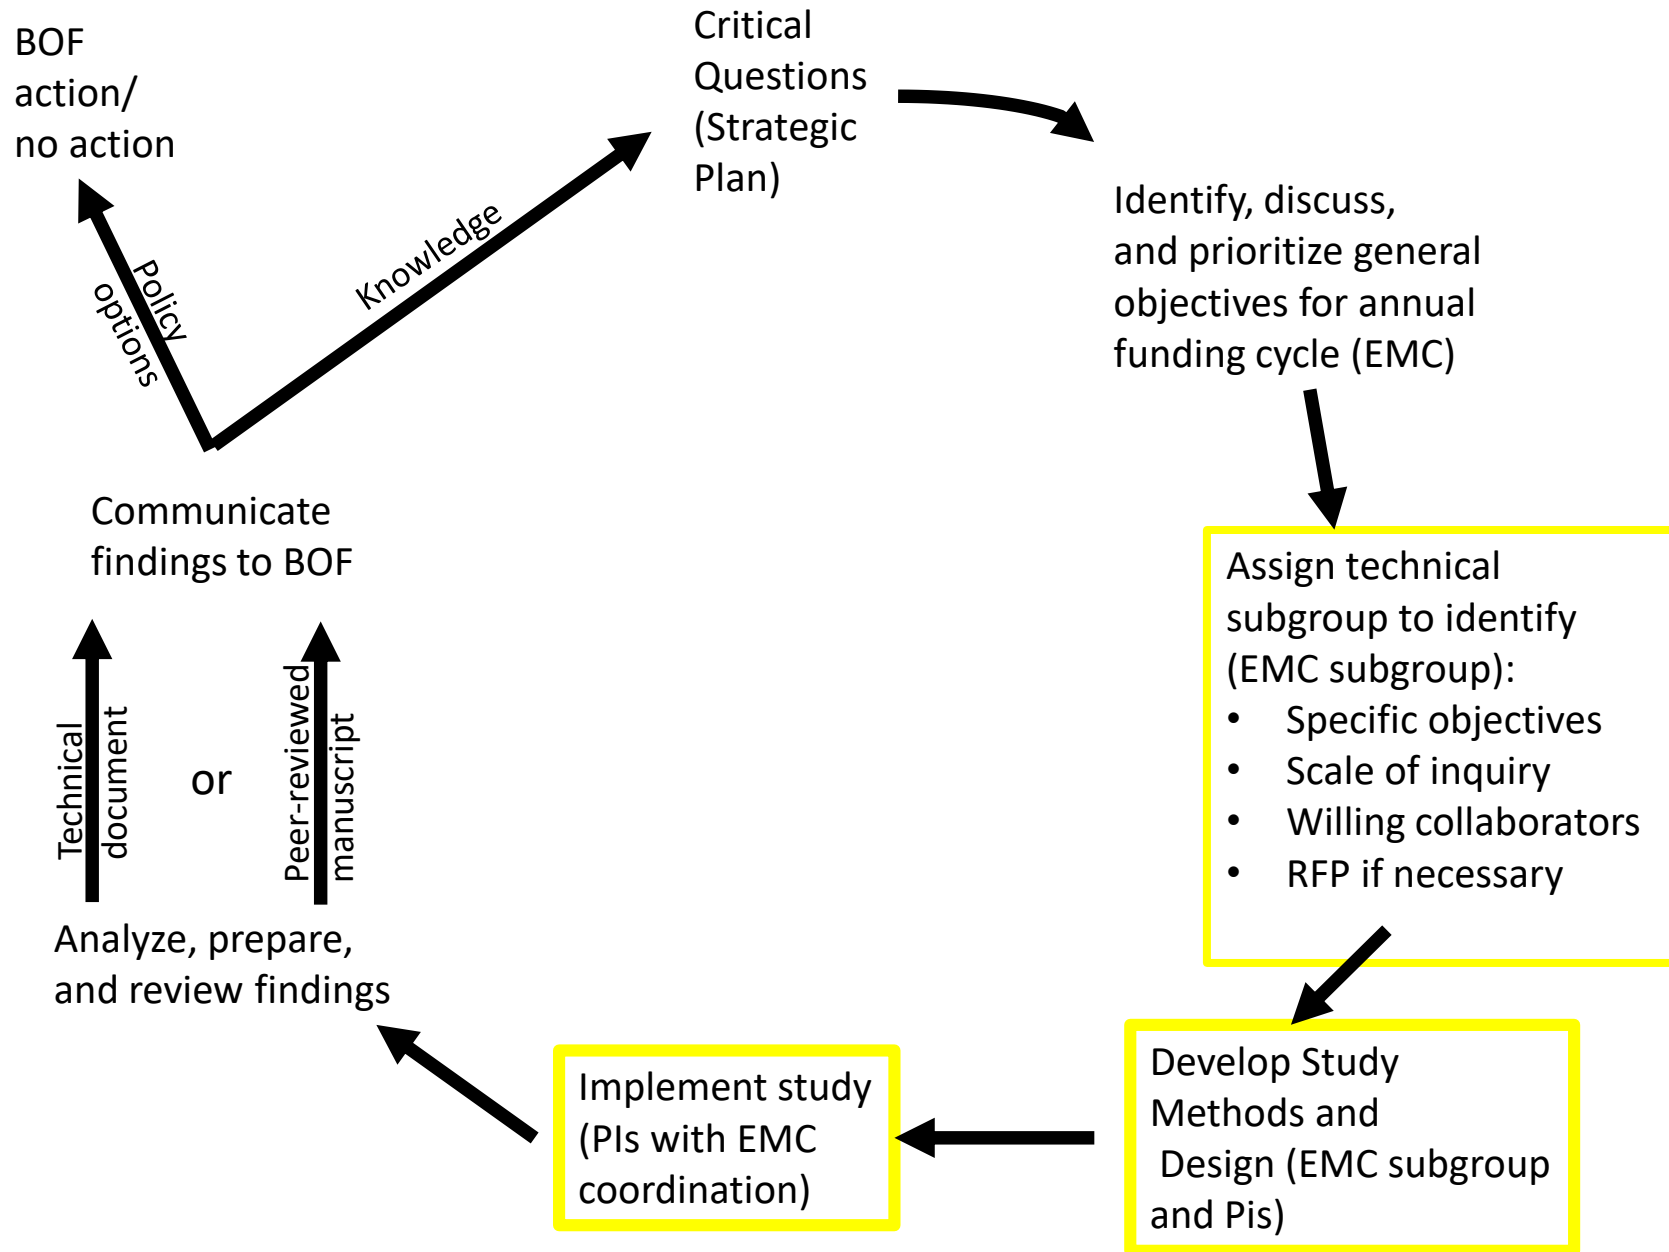 BOF
action/
no action
Critical
Questions
(Strategic
Plan)
Identify, discuss,
and prioritize general
objectives for annual
funding cycle (EMC)
Assign technical
subgroup to identify
(EMC subgroup):
• Specific objectives
• Scale of inquiry
• Willing collaborators
• RFP if necessary
Develop Study
Methods and
Design (EMC subgroup
and Pis)
Implement study
(PIs with EMC
coordination)
Analyze, prepare,
and review findings
Technical
document
or
Peer-reviewed
manuscript
Communicate
findings to BOF
Policy
options
Knowledge